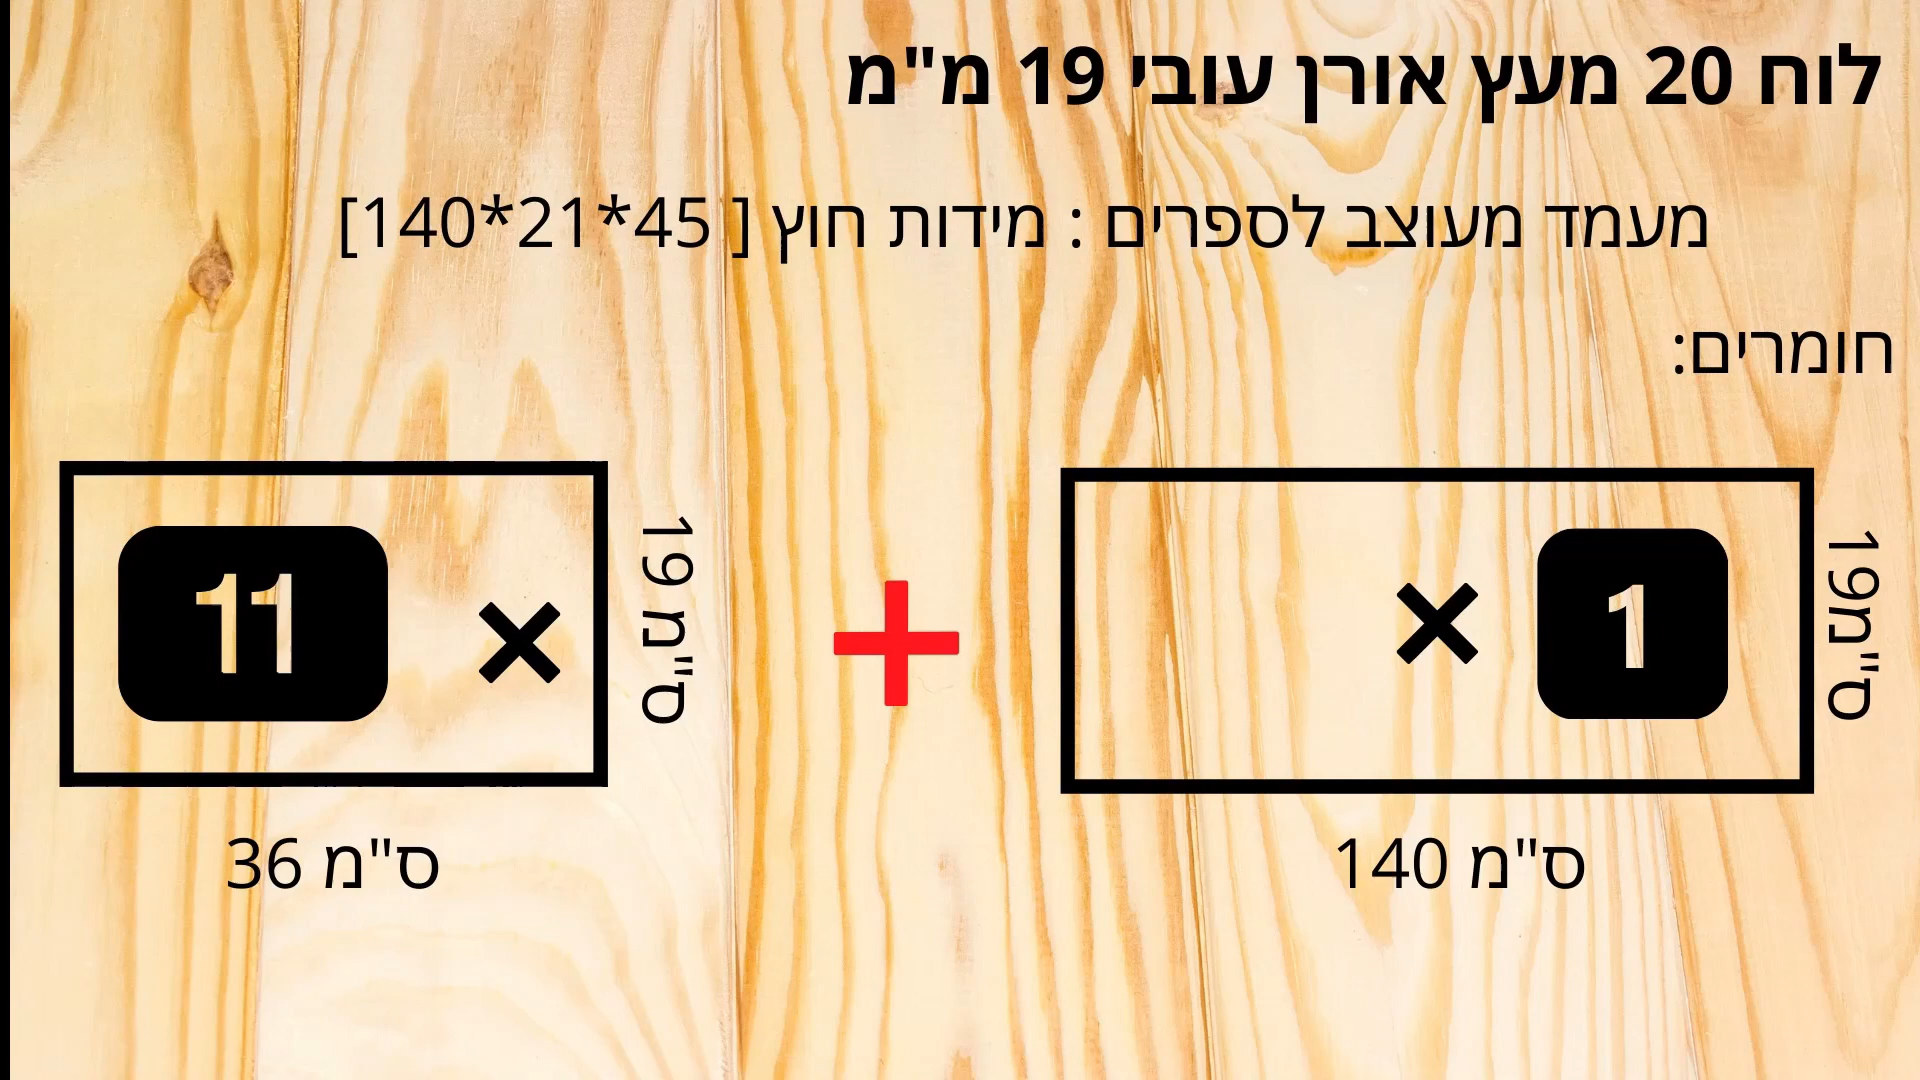 לוח 20 מעץ אורן עובי 19 מ"מ
מעמד מעוצב לספרים : מידות חוץ [ 45*21*140]
חומרים:
1 ×
19ס"מ
140 ס"מ
+
× 11
19 ס"מ
36 ס"מ